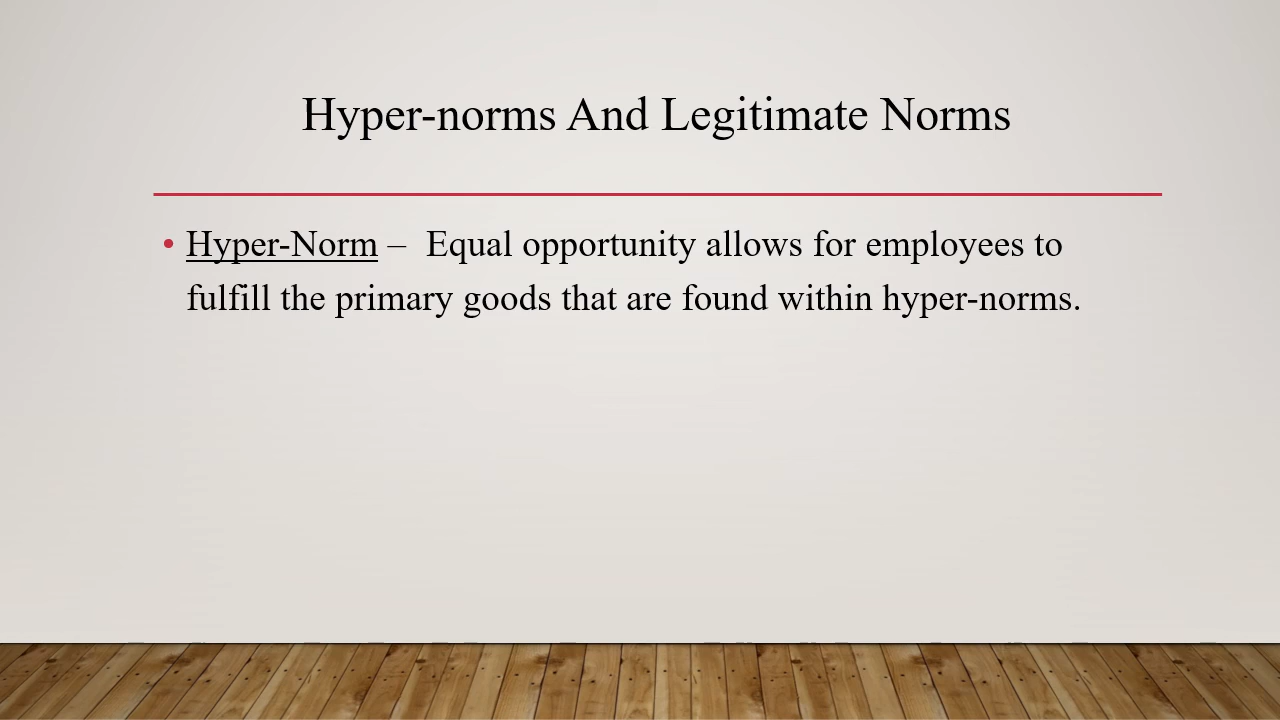 Hyper-norms And Legitimate Norms
• Hyper-Norm –  Equal opportunity allows for employees to
fulfill the primary goods that are found within hyper-norms.